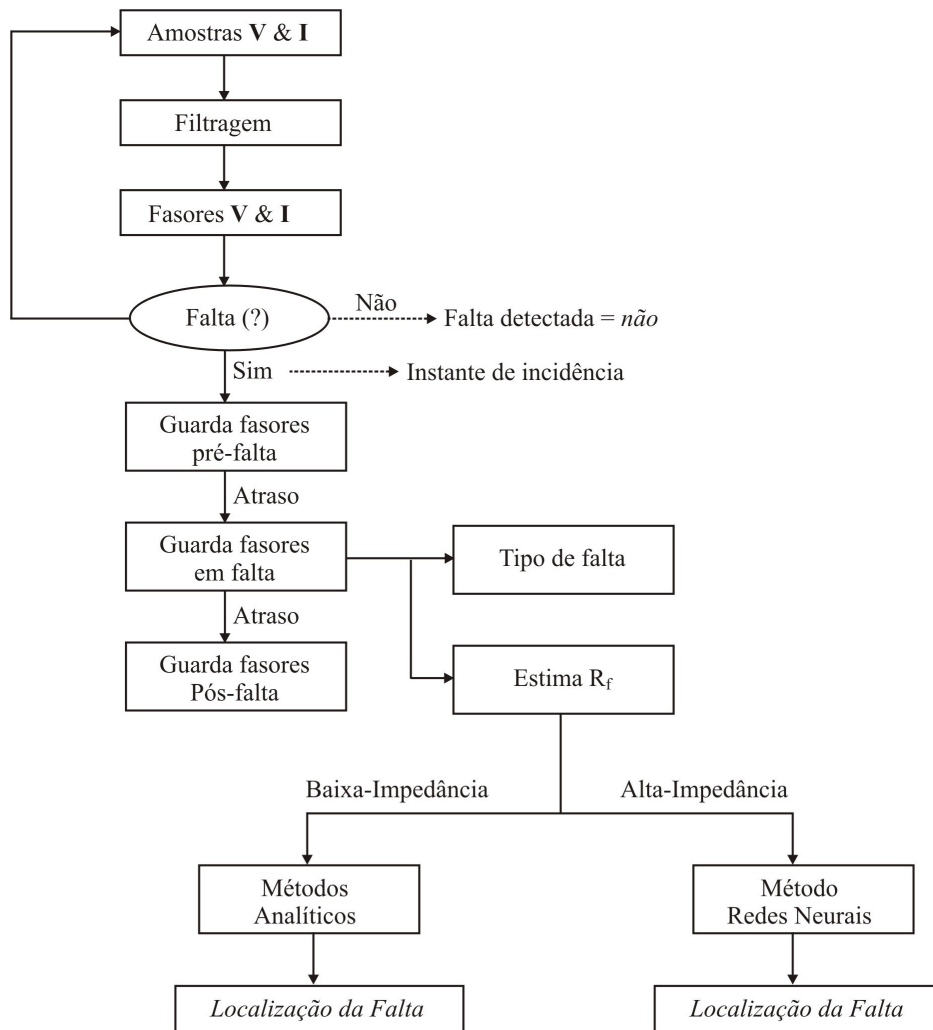 Amostras V & I
Filtragem
Fasores V & I
Falta (?)
Não
Falta detectada = não
Sim
Instante de incidência
Guarda fasores
pré-falta
Atraso
Guarda fasores
em falta
Tipo de falta
Atraso
Guarda fasores
Pós-falta
Estima Rf
Baixa-Impedância
Alta-Impedância
Métodos
Analíticos
Método
Redes Neurais
Localização da Falta
Localização da Falta